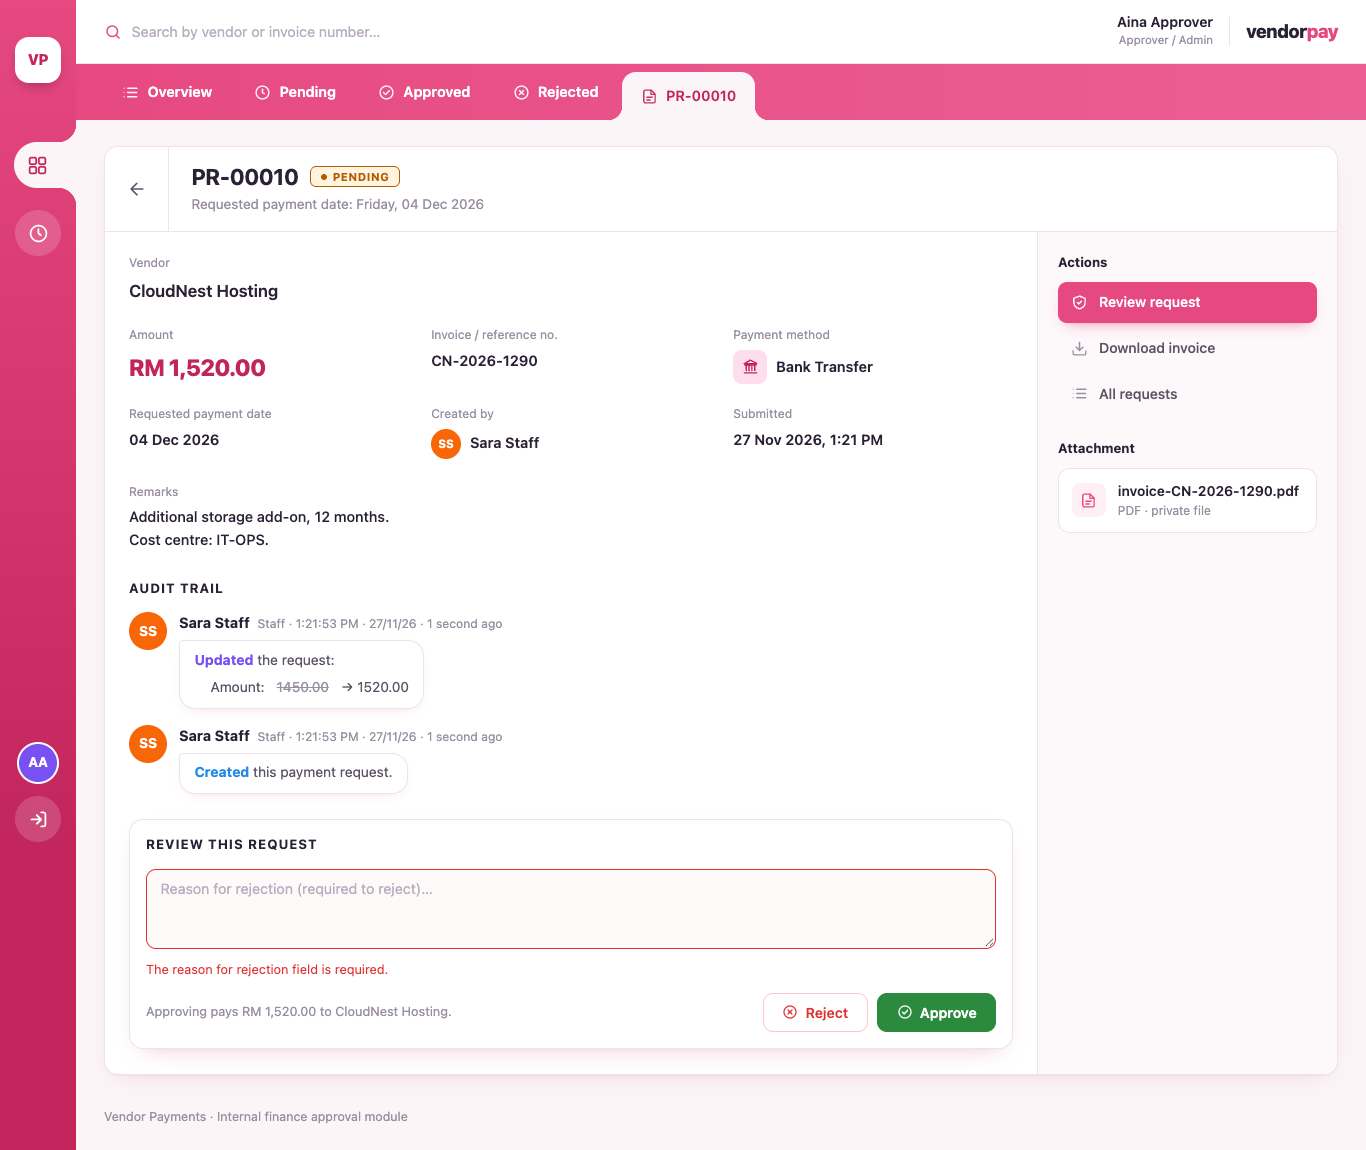 VP
Search by vendor or invoice number...
Aina Approver
Approver / Admin
vendorpay
Overview
Pending
Approved
Rejected
PR-00010
PR-00010
PENDING
Requested payment date: Friday, 04 Dec 2026
Vendor
CloudNest Hosting
Amount
RM 1,520.00
Invoice / reference no.
CN-2026-1290
Payment method
Bank Transfer
Requested payment date
04 Dec 2026
Created by
SS
Sara Staff
Submitted
27 Nov 2026, 1:21 PM
Remarks
Additional storage add-on, 12 months.
Cost centre: IT-OPS.
AUDIT TRAIL
SS
Sara Staff Staff · 1:21:53 PM · 27/11/26 · 1 second ago
Updated the request:
Amount: 1450.00 → 1520.00
SS
Sara Staff Staff · 1:21:53 PM · 27/11/26 · 1 second ago
Created this payment request.
REVIEW THIS REQUEST
Reason for rejection (required to reject)...
The reason for rejection field is required.
Approving pays RM 1,520.00 to CloudNest Hosting.
Reject
Approve
Actions
Review request
Download invoice
All requests
Attachment
invoice-CN-2026-1290.pdf
PDF · private file
AA
Vendor Payments · Internal finance approval module